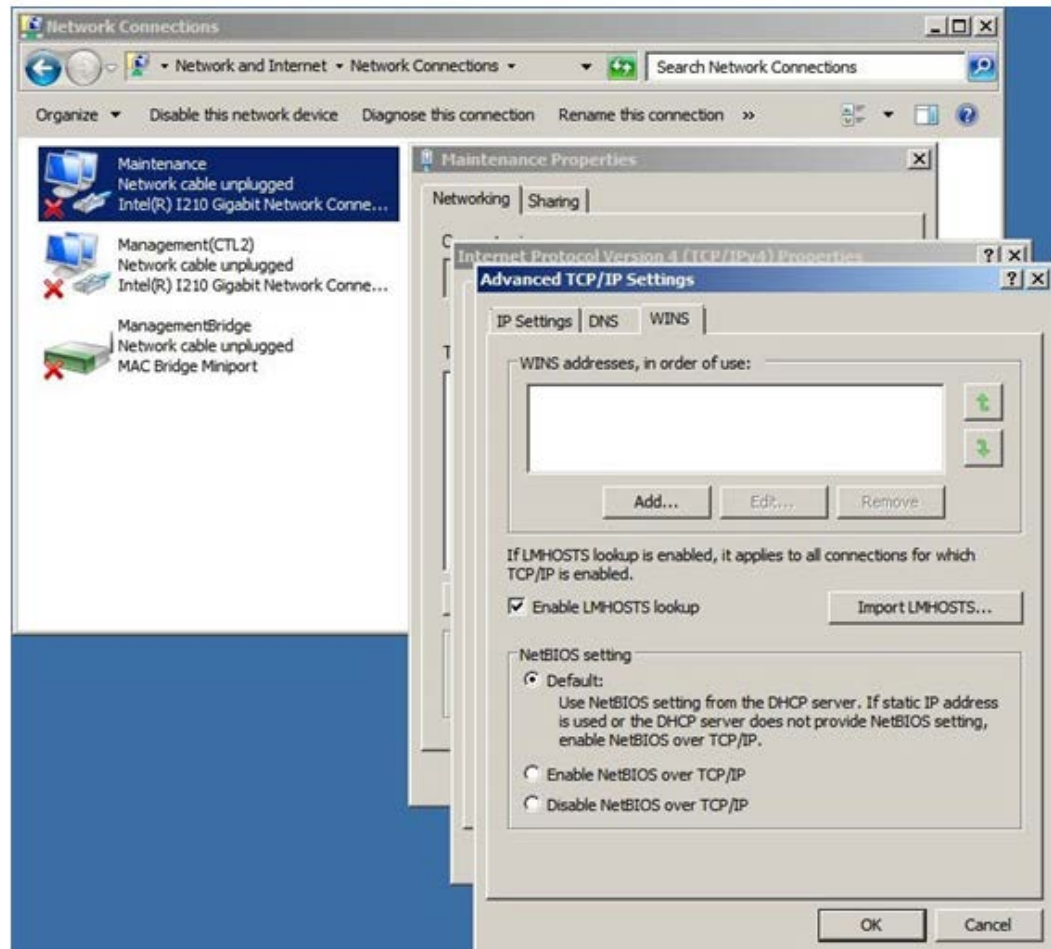 Network Connections
Network and Internet Network Connections
Search Network Connections
Organize Disable this network device Diagnose this connection Rename this connection »
Maintenance
Network cable unplugged
Intel(R) I210 Gigabit Network Conne...
Management(CTL2)
Network cable unplugged
Intel(R) I210 Gigabit Network Conne...
ManagementBridge
Network cable unplugged
MAC Bridge Miniport
Maintenance Properties
Networking Sharing
Internet Protocol Version 4 (TCP/IPv4) Properties
Advanced TCP/IP Settings
IP Settings DNS WINS
WINS addresses, in order of use:
Add... Edit... Remove
If LMHOSTS lookup is enabled, it applies to all connections for which
TCP/IP is enabled.
Enable LMHOSTS lookup Import LMHOSTS...
NetBIOS setting
Default:
Use NetBIOS setting from the DHCP server. If static IP address
is used or the DHCP server does not provide NetBIOS setting,
enable NetBIOS over TCP/IP.
Enable NetBIOS over TCP/IP
Disable NetBIOS over TCP/IP
OK Cancel